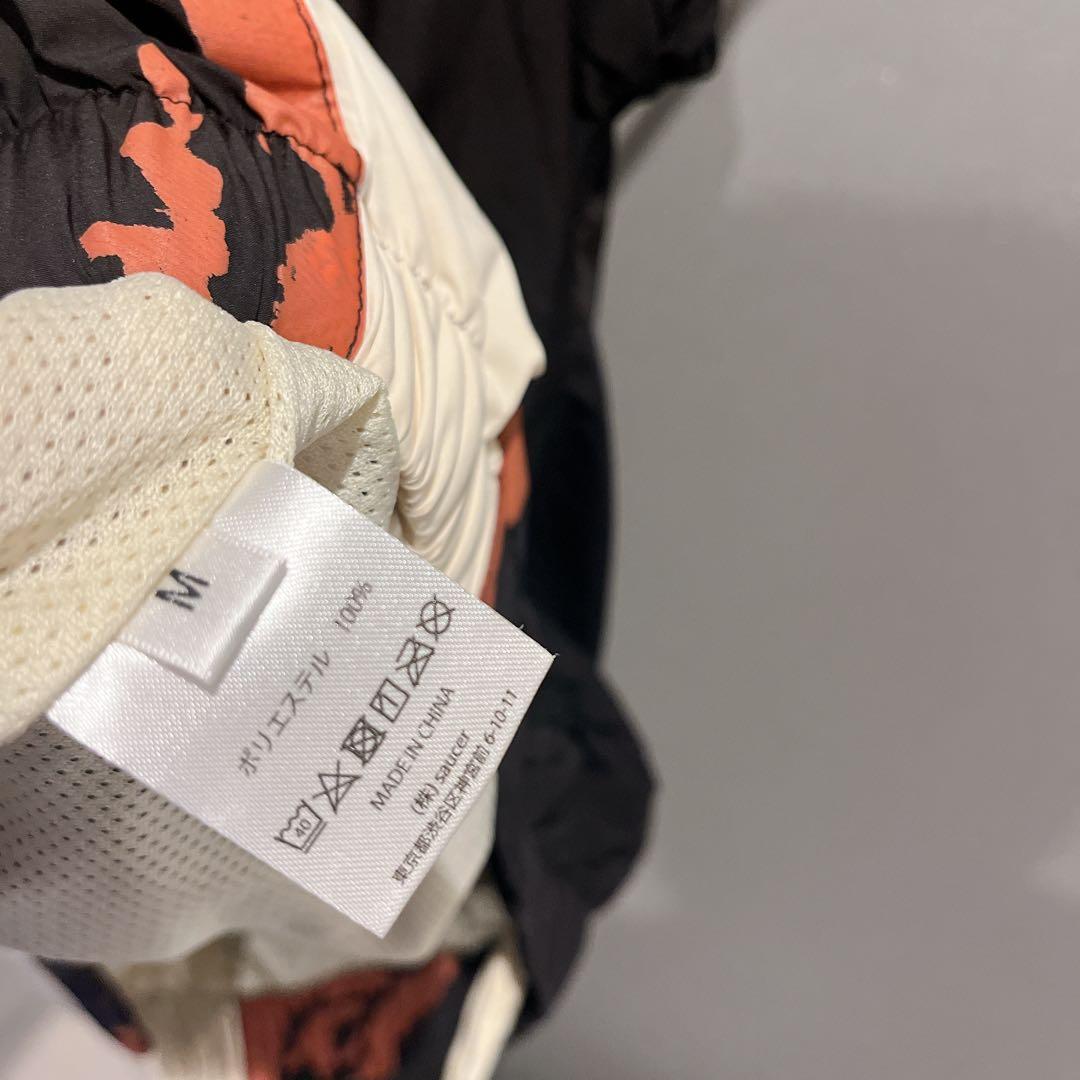 M
ポリエステル 100%
40
MADE IN CHINA
(株) saucer
東京都渋谷区神宮前 6-10-11